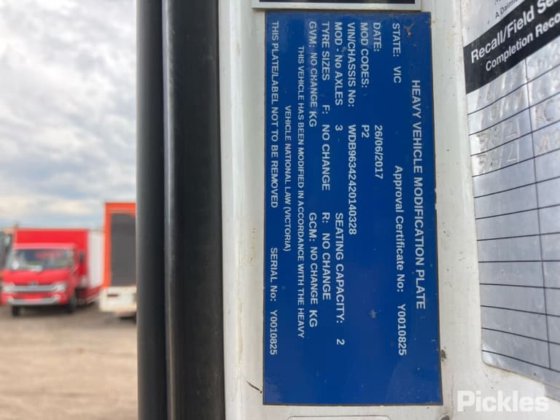 HEAVY VEHICLE MODIFICATION PLATE
STATE: VIC Approval Certificate No: Y0010825
DATE: 26/06/2017
MOD CODES: P2
VIN/CHASSIS No: WDB96342420140328
MOD - No AXLES 3 SEATING CAPACITY: 2
TYRE SIZES F: NO CHANGE R: NO CHANGE
GVM: NO CHANGE KG GCM: NO CHANGE KG
THIS VEHICLE HAS BEEN MODIFIED IN ACCORDANCE WITH THE HEAVY
VEHICLE NATIONAL LAW (VICTORIA)
THIS PLATE/LABEL NOT TO BE REMOVED SERIAL No: Y0010825
Recall/Field Se
Completion Reco
Pickles